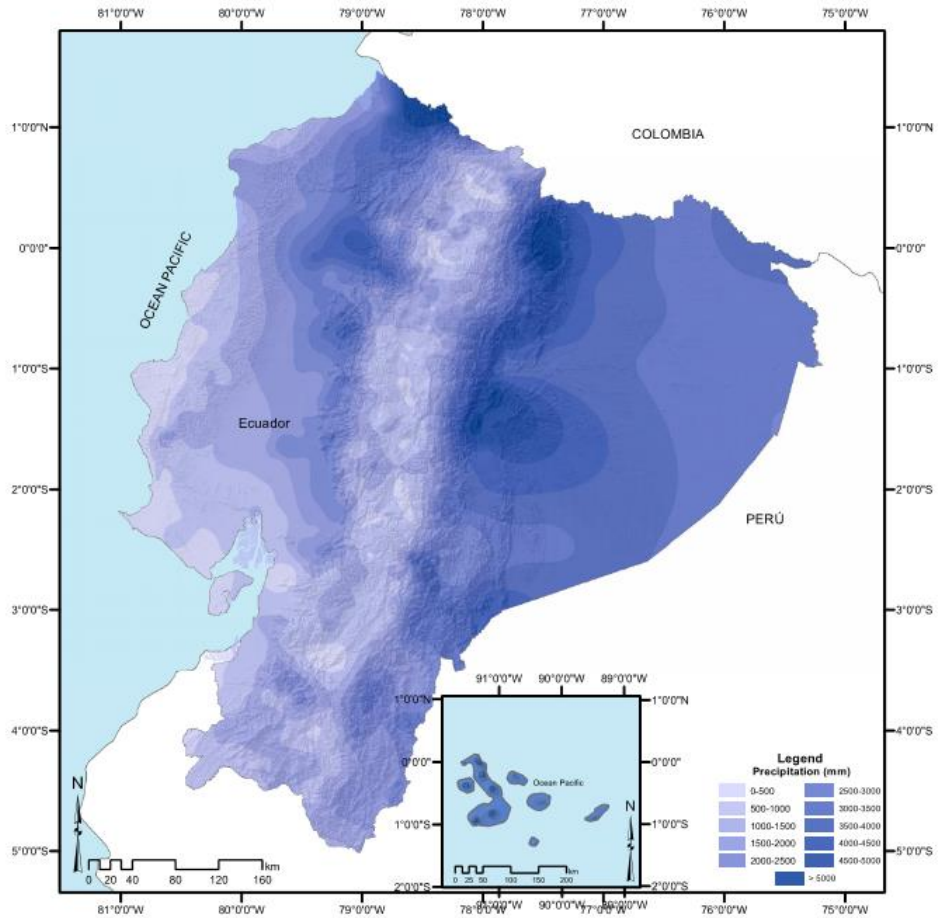 81°0'0"W 80°0'0"W 79°0'0"W 78°0'0"W 77°0'0"W 76°0'0"W 75°0'0"W
1°0'0"N COLOMBIA 1°0'0"N
0°0'0" OCEAN PACIFIC 0°0'0"
1°0'0"S 1°0'0"S
Ecuador
2°0'0"S 2°0'0"S
PERÚ
3°0'0"S 3°0'0"S
91°0'0"W 90°0'0"W 89°0'0"W
1°0'0"N 1°0'0"N
4°0'0"S 4°0'0"S
0°0'0" Ocean Pacific 0°0'0"
1°0'0"S 1°0'0"S
2°0'0"S 2°0'0"S
N
0 25 50 100 150 200
km
Legend
Precipitation (mm)
0-500 2500-3000
500-1000 3000-3500
1000-1500 3500-4000
1500-2000 4000-4500
2000-2500 4500-5000
> 5000
N
5°0'0"S 5°0'0"S
0 20 40 80 120 160
km
81°0'0"W 80°0'0"W 79°0'0"W 77°0'0"W 76°0'0"W 75°0'0"W